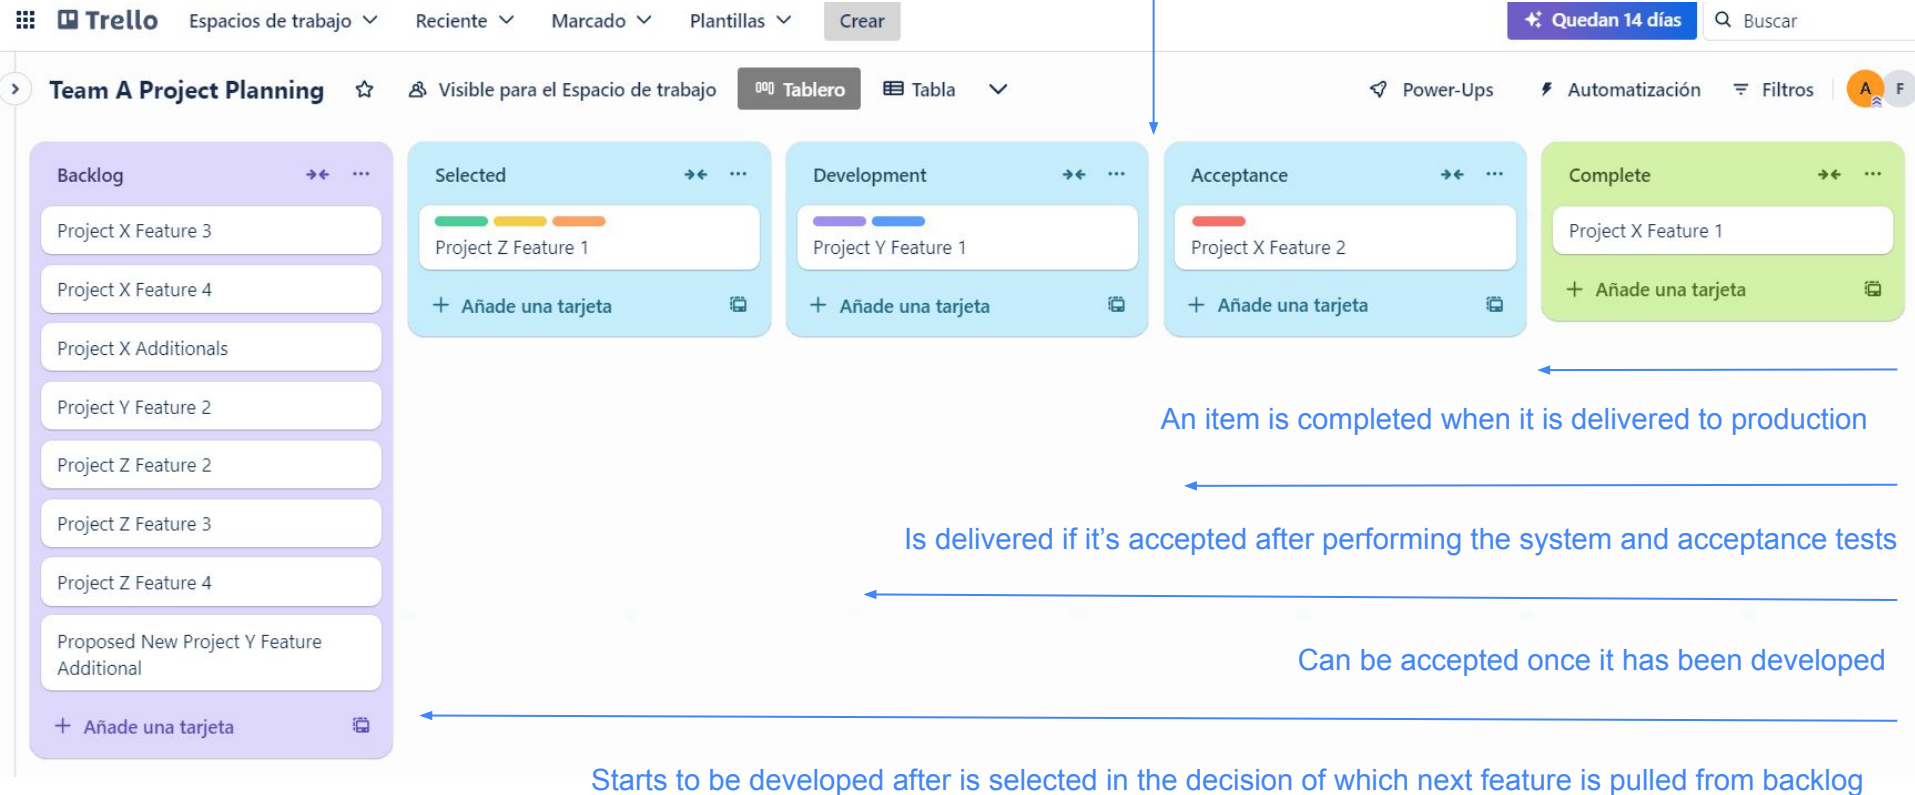 Trello
Espacios de trabajo
Reciente
Marcado
Plantillas
Crear
Quedan 14 días
Buscar
Team A Project Planning
Visible para el Espacio de trabajo
Tablero
Tabla
Power-Ups
Automatización
Filtros
A
F
Backlog
Project X Feature 3
Project X Feature 4
Project X Additionals
Project Y Feature 2
Project Z Feature 2
Project Z Feature 3
Project Z Feature 4
Proposed New Project Y Feature
Additional
+ Añade una tarjeta
Selected
Project Z Feature 1
+ Añade una tarjeta
Development
Project Y Feature 1
+ Añade una tarjeta
Acceptance
Project X Feature 2
+ Añade una tarjeta
Complete
Project X Feature 1
+ Añade una tarjeta
An item is completed when it is delivered to production
Is delivered if it’s accepted after performing the system and acceptance tests
Can be accepted once it has been developed
Starts to be developed after is selected in the decision of which next feature is pulled from backlog